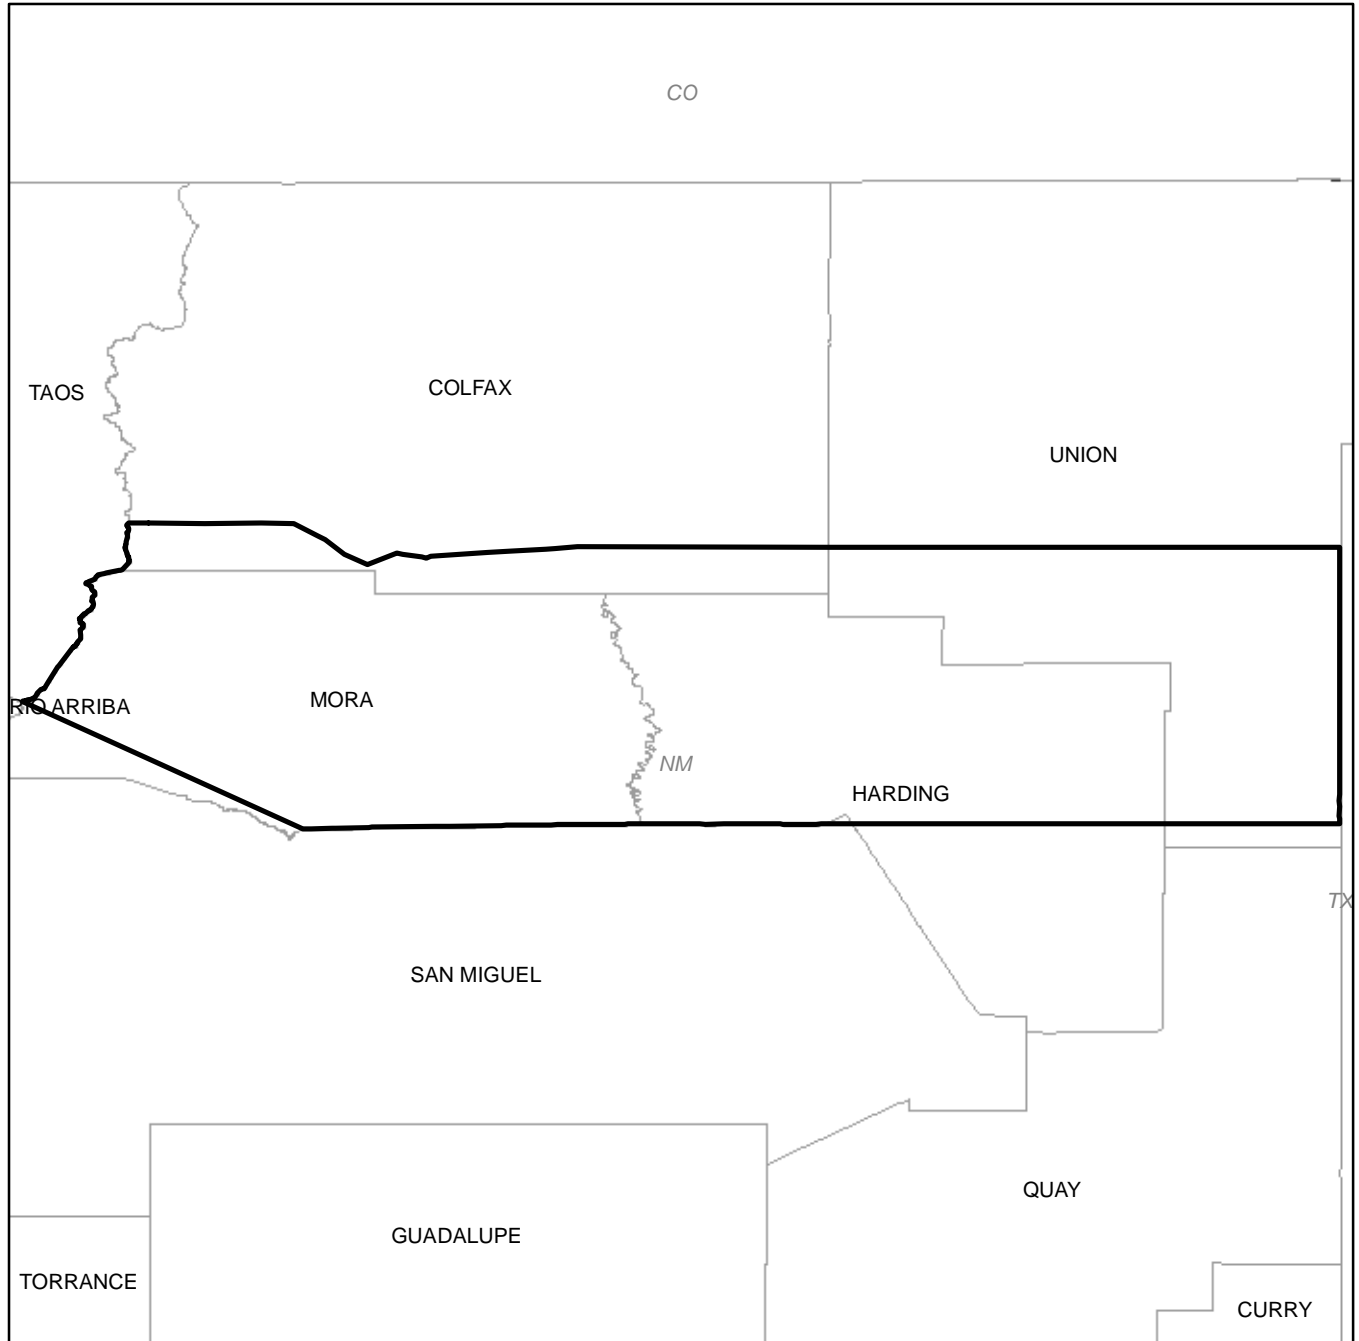 CO
TAOS
COLFAX
UNION
RIO ARRIBA
MORA
NM
HARDING
TX
SAN MIGUEL
QUAY
GUADALUPE
TORRANCE
CURRY